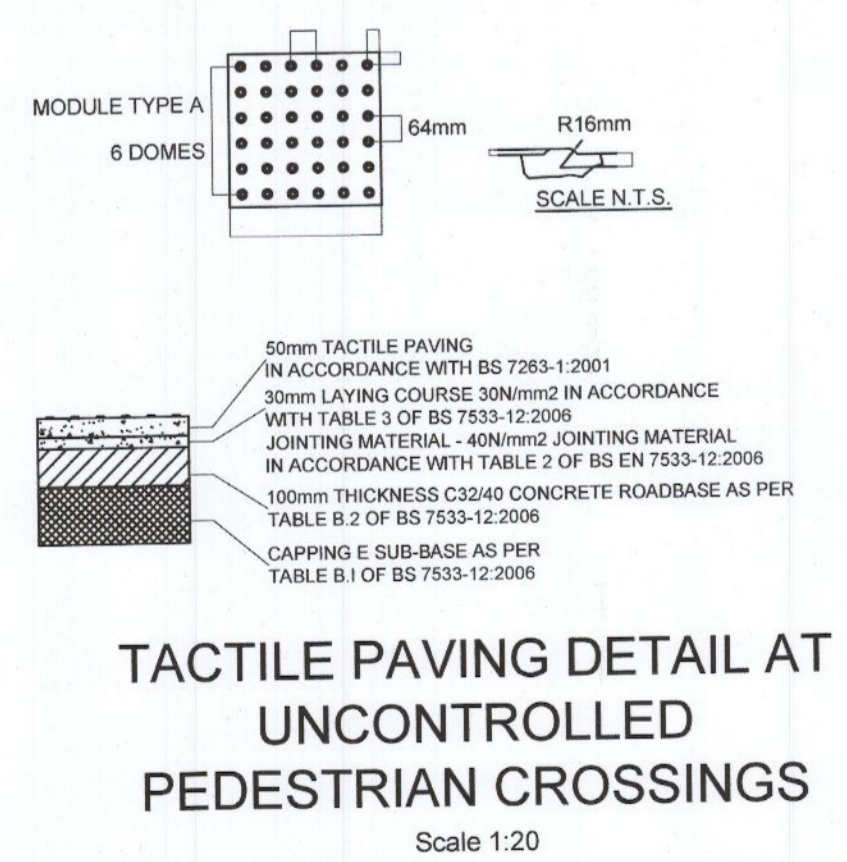 MODULE TYPE A
6 DOMES
64mm
R16mm
SCALE N.T.S.
50mm TACTILE PAVING
IN ACCORDANCE WITH BS 7263-1:2001
30mm LAYING COURSE 30N/mm2 IN ACCORDANCE
WITH TABLE 3 OF BS 7533-12:2006
JOINTING MATERIAL - 40N/mm2 JOINTING MATERIAL
IN ACCORDANCE WITH TABLE 2 OF BS EN 7533-12:2006
100mm THICKNESS C32/40 CONCRETE ROADBASE AS PER
TABLE B.2 OF BS 7533-12:2006
CAPPING E SUB-BASE AS PER
TABLE B.I OF BS 7533-12:2006
TACTILE PAVING DETAIL AT
UNCONTROLLED
PEDESTRIAN CROSSINGS
Scale 1:20